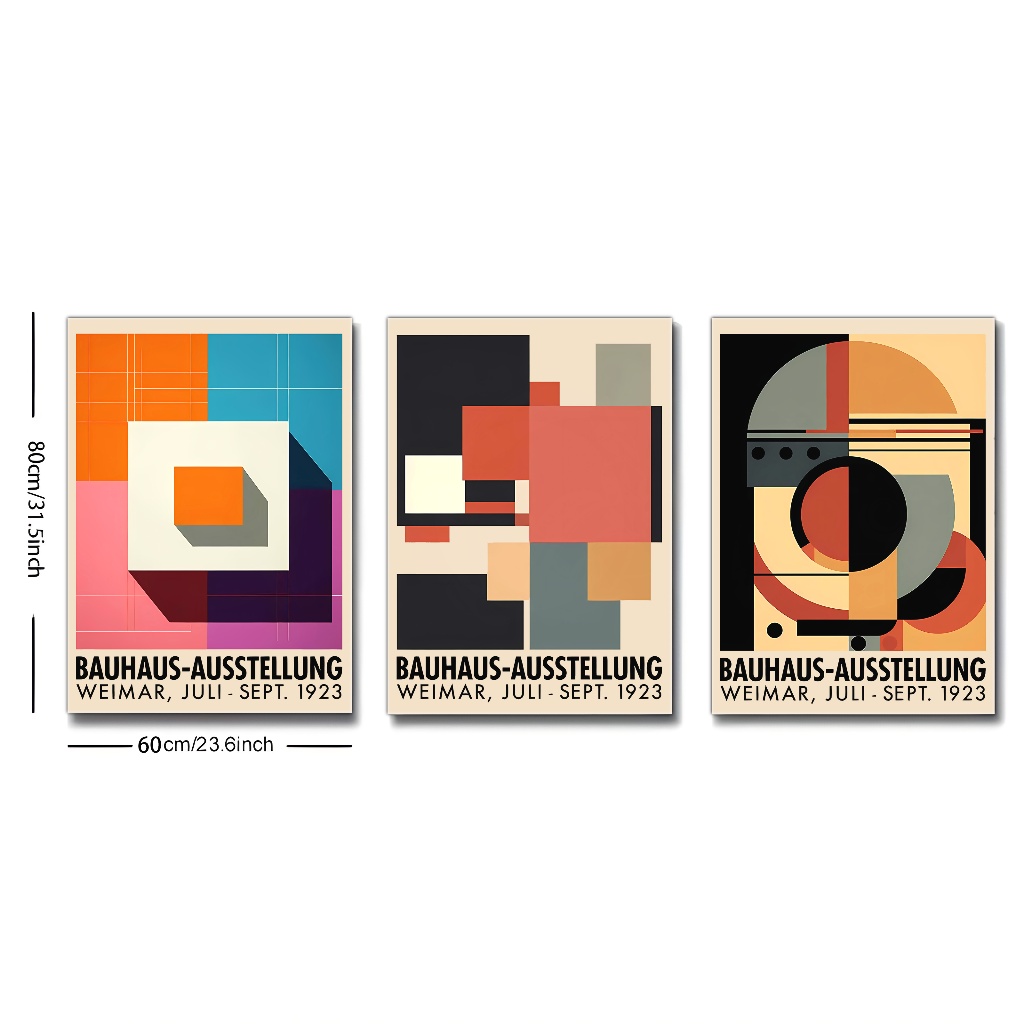 80cm/31.5inch
BAUHAUS-AUSSTELLUNG
WEIMAR, JULI - SEPT. 1923
BAUHAUS-AUSSTELLUNG
WEIMAR, JULI - SEPT. 1923
BAUHAUS-AUSSTELLUNG
WEIMAR, JULI - SEPT. 1923
60cm/23.6inch